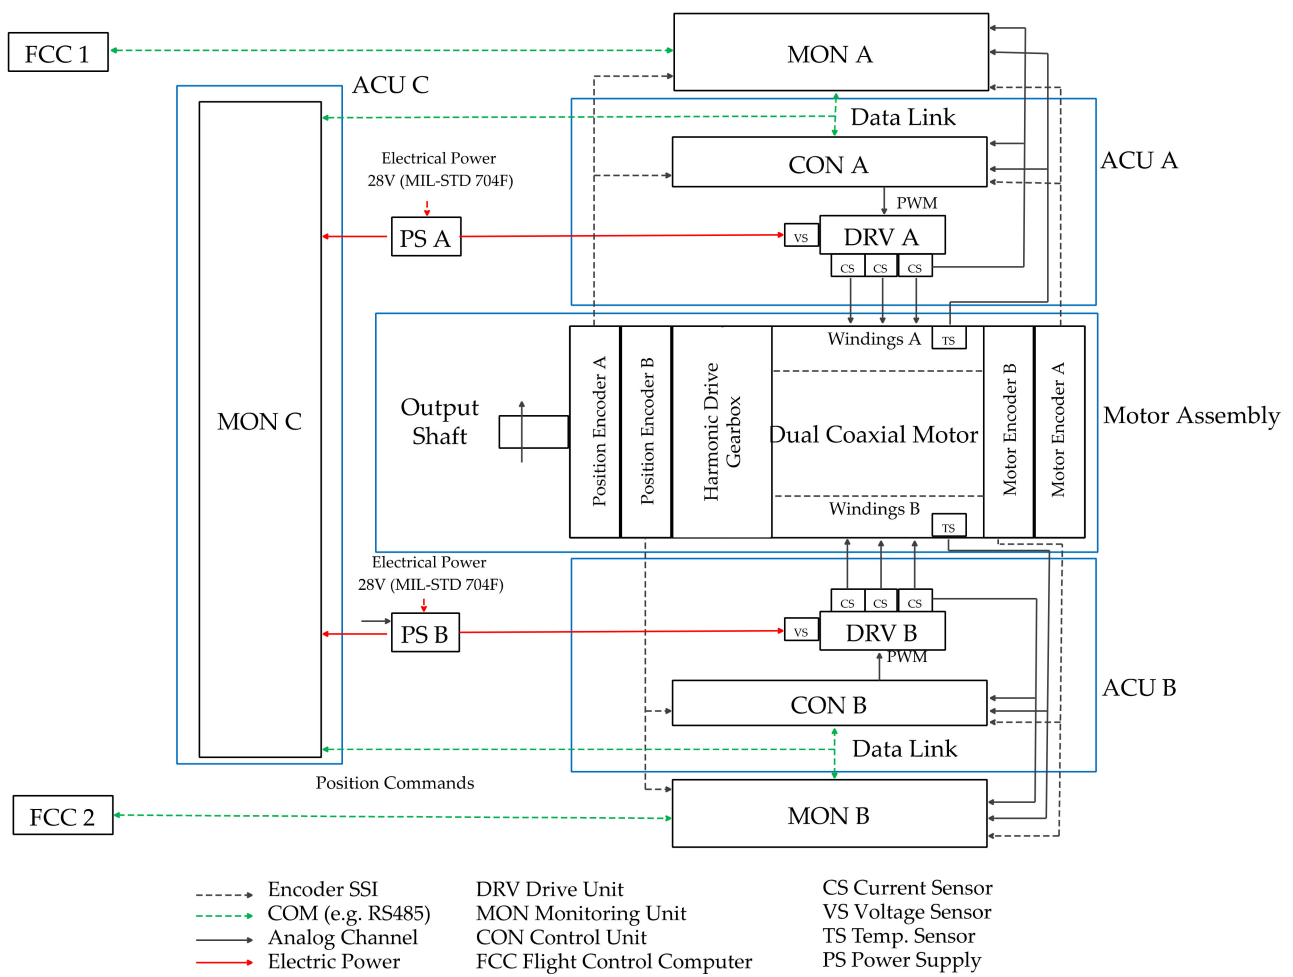 FCC 1
MON A
ACU C
Data Link
CON A
ACU A
Electrical Power
28V (MIL-STD 704F)
PWM
PS A
VS
DRV A
CS
CS
CS
Windings A
TS
Position Encoder A
Position Encoder B
Harmonic Drive
Gearbox
Motor Encoder B
Motor Encoder A
Output
Shaft
MON C
Motor Assembly
Dual Coaxial Motor
Windings B
TS
Electrical Power
28V (MIL-STD 704F)
CS
CS
CS
PS B
VS
DRV B
PWM
ACU B
CON B
Data Link
Position Commands
FCC 2
MON B
Encoder SSI
DRV Drive Unit
CS Current Sensor
COM (e.g. RS485)
MON Monitoring Unit
VS Voltage Sensor
Analog Channel
CON Control Unit
TS Temp. Sensor
Electric Power
FCC Flight Control Computer
PS Power Supply